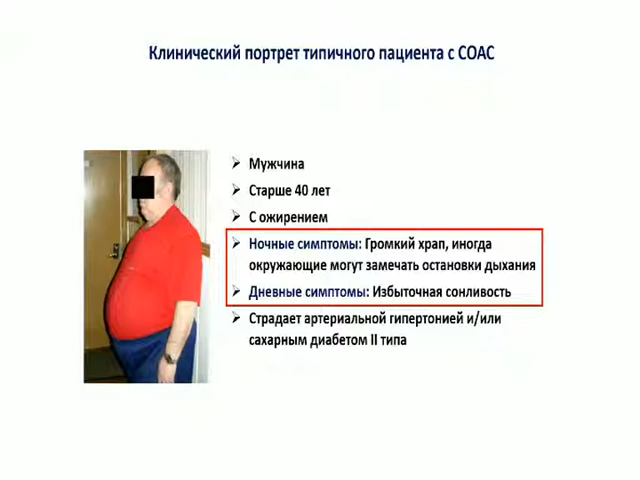 Клинический портрет типичного пациента с СОАС
Мужчина
Старше 40 лет
С ожирением
Ночные симптомы: Громкий храп, иногда
окружающие могут замечать остановки дыхания
Дневные симптомы: Избыточная сонливость
Страдает артериальной гипертонией и/или
сахарным диабетом II типа